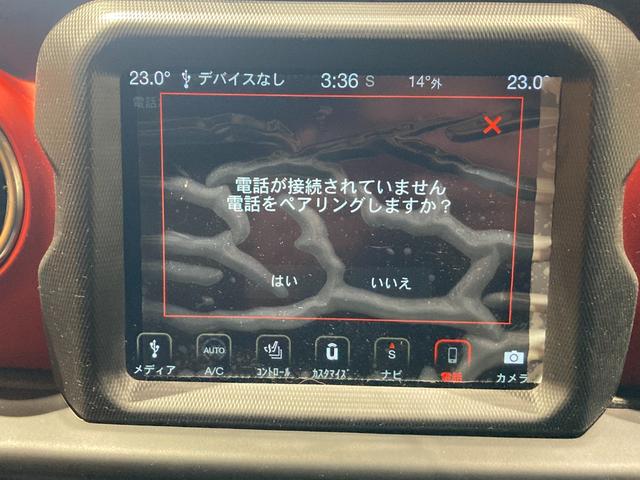 23.0° デバイスなし 3:36 S 14°外 23.0°
電話
電話が接続されていません
電話をペアリングしますか？
はい いいえ
AUTO S
メディア A/C ｺﾝﾄﾛｰﾙ ｶｽﾀﾏｲｽﾞ ナビ 電話 カメラ